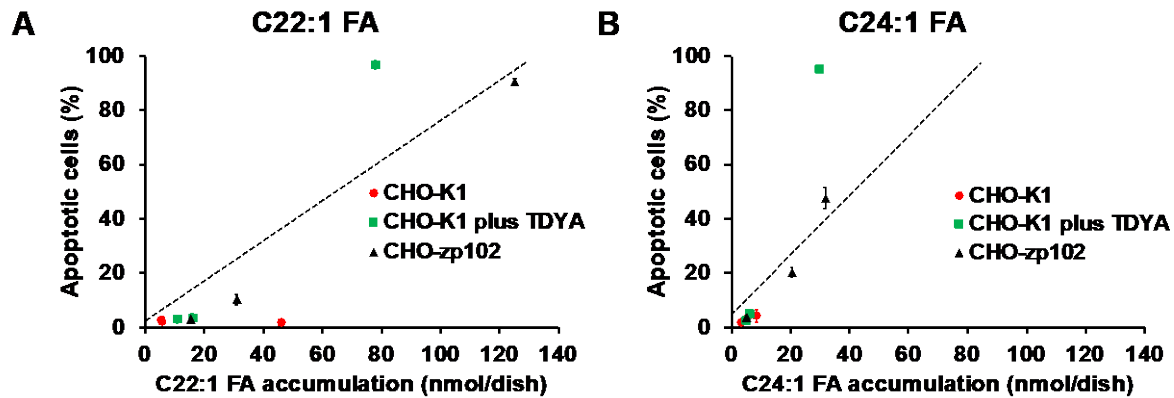 A
C22:1 FA
Apoptotic cells (%)
100
80
60
40
20
0
CHO-K1
CHO-K1 plus TDYA
CHO-zp102
0 20 40 60 80 100 120 140
C22:1 FA accumulation (nmol/dish)
B
C24:1 FA
Apoptotic cells (%)
100
80
60
40
20
0
CHO-K1
CHO-K1 plus TDYA
CHO-zp102
0 20 40 60 80 100 120 140
C24:1 FA accumulation (nmol/dish)